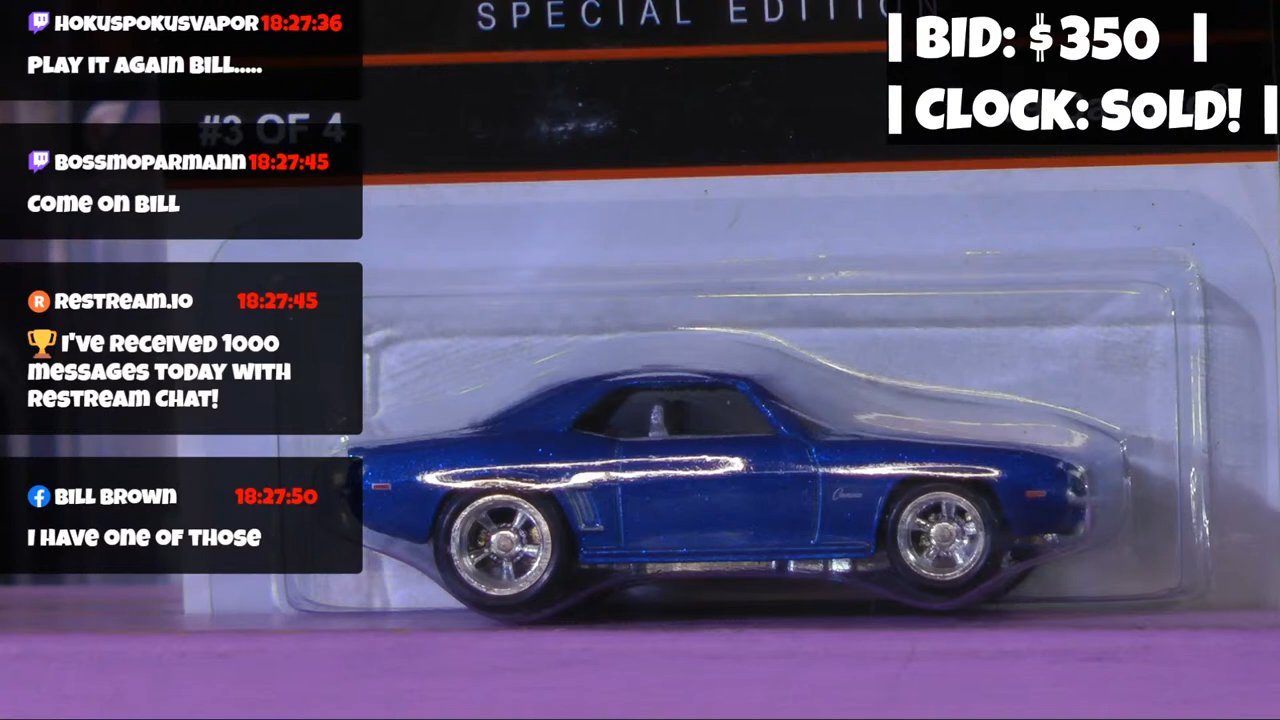 SPECIAL EDITION
HOKUSPOKUSVAPOR 18:27:36
PLAY IT AGAIN BILL.....
#3 OF 4
BOSSMOPARMANN 18:27:45
COME ON BILL
RESTREAM.IO 18:27:45
🏆 I'VE RECEIVED 1000
MESSAGES TODAY WITH
RESTREAM CHAT!
BILL BROWN 18:27:50
I HAVE ONE OF THOSE
| BID: $350 |
| CLOCK: SOLD! |
Camaro